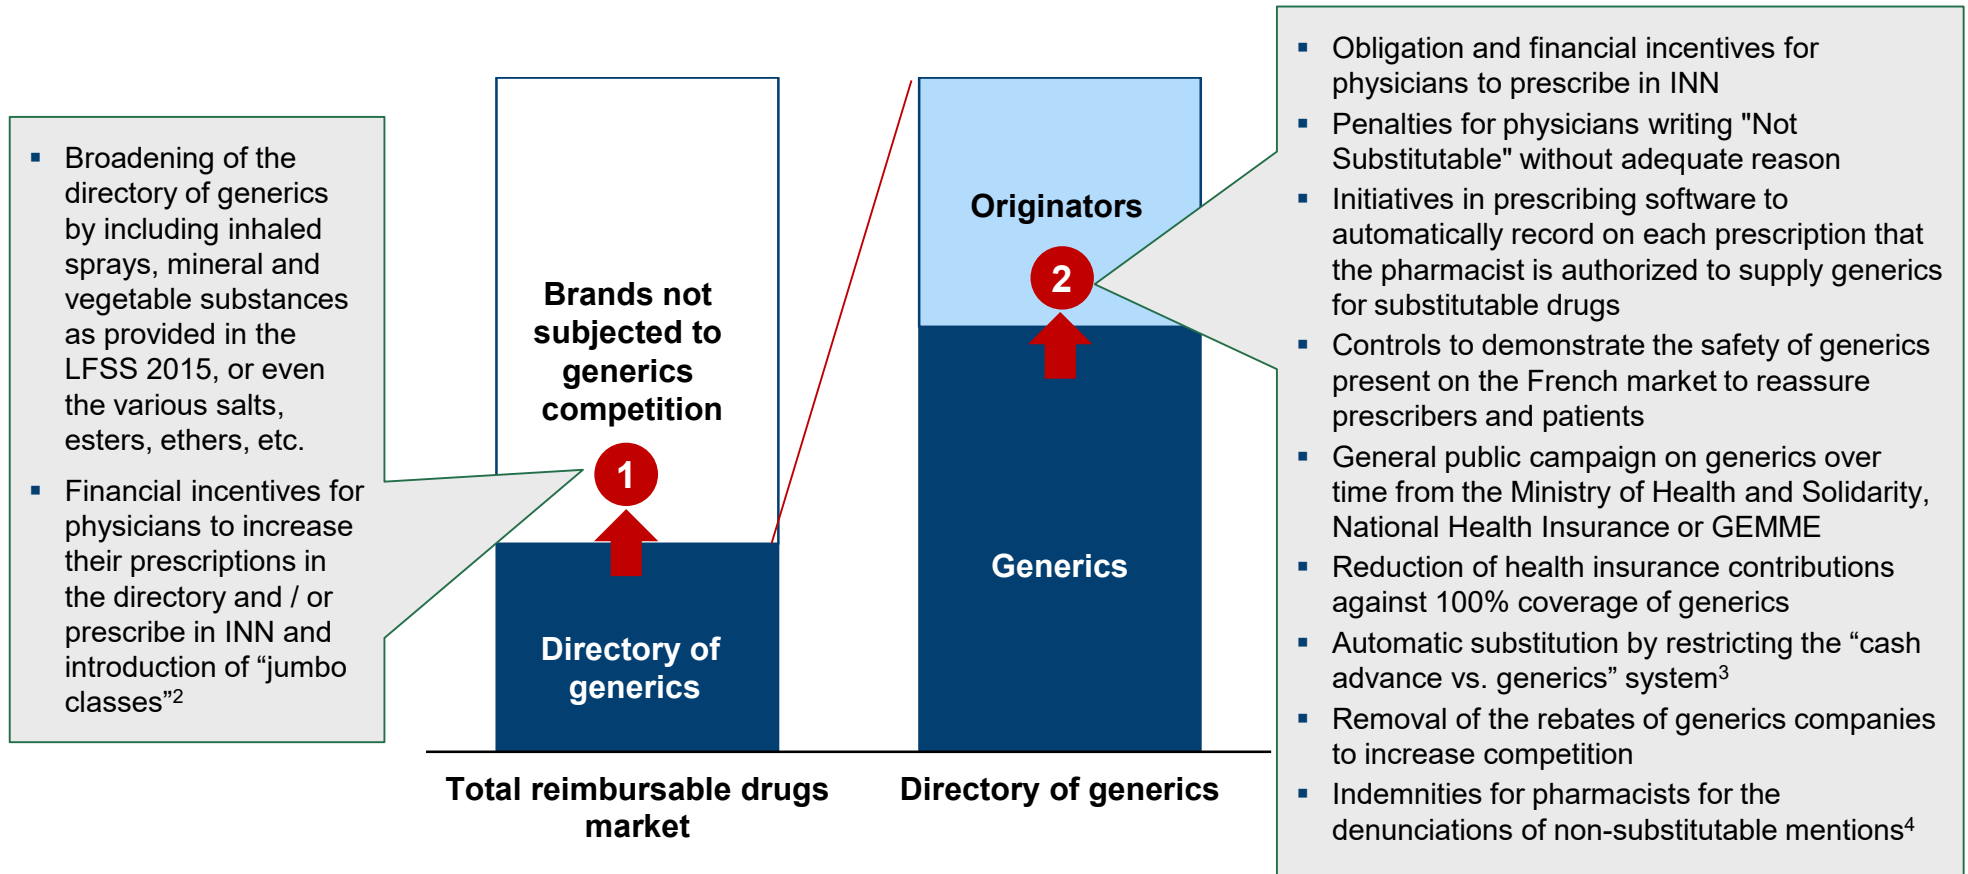 ▪ Broadening of the
directory of generics
by including inhaled
sprays, mineral and
vegetable substances
as provided in the
LFSS 2015, or even
the various salts,
esters, ethers, etc.
▪ Financial incentives for
physicians to increase
their prescriptions in
the directory and / or
prescribe in INN and
introduction of “jumbo
classes”2
Brands not
subjected to
generics
competition
1
Directory of
generics
Total reimbursable drugs
market
Originators
2
Generics
Directory of generics
▪ Obligation and financial incentives for
physicians to prescribe in INN
▪ Penalties for physicians writing "Not
Substitutable" without adequate reason
▪ Initiatives in prescribing software to
automatically record on each prescription that
the pharmacist is authorized to supply generics
for substitutable drugs
▪ Controls to demonstrate the safety of generics
present on the French market to reassure
prescribers and patients
▪ General public campaign on generics over
time from the Ministry of Health and Solidarity,
National Health Insurance or GEMME
▪ Reduction of health insurance contributions
against 100% coverage of generics
▪ Automatic substitution by restricting the “cash
advance vs. generics” system3
▪ Removal of the rebates of generics companies
to increase competition
▪ Indemnities for pharmacists for the
denunciations of non-substitutable mentions4